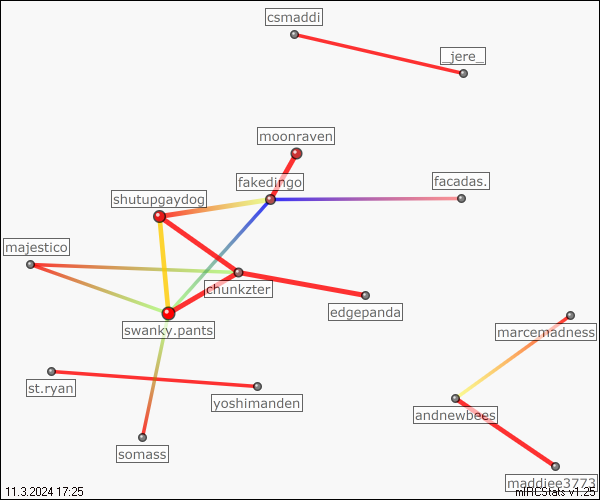 csmaddi
_jere_
moonraven
fakedingo
facadas.
shutupgaydog
majestico
chunkzter
edgepanda
swanky.pants
marcemadness
st.ryan
yoshimanden
andnewbees
somass
maddiee3773
11.3.2024 17:25
mIRCStats v1.25